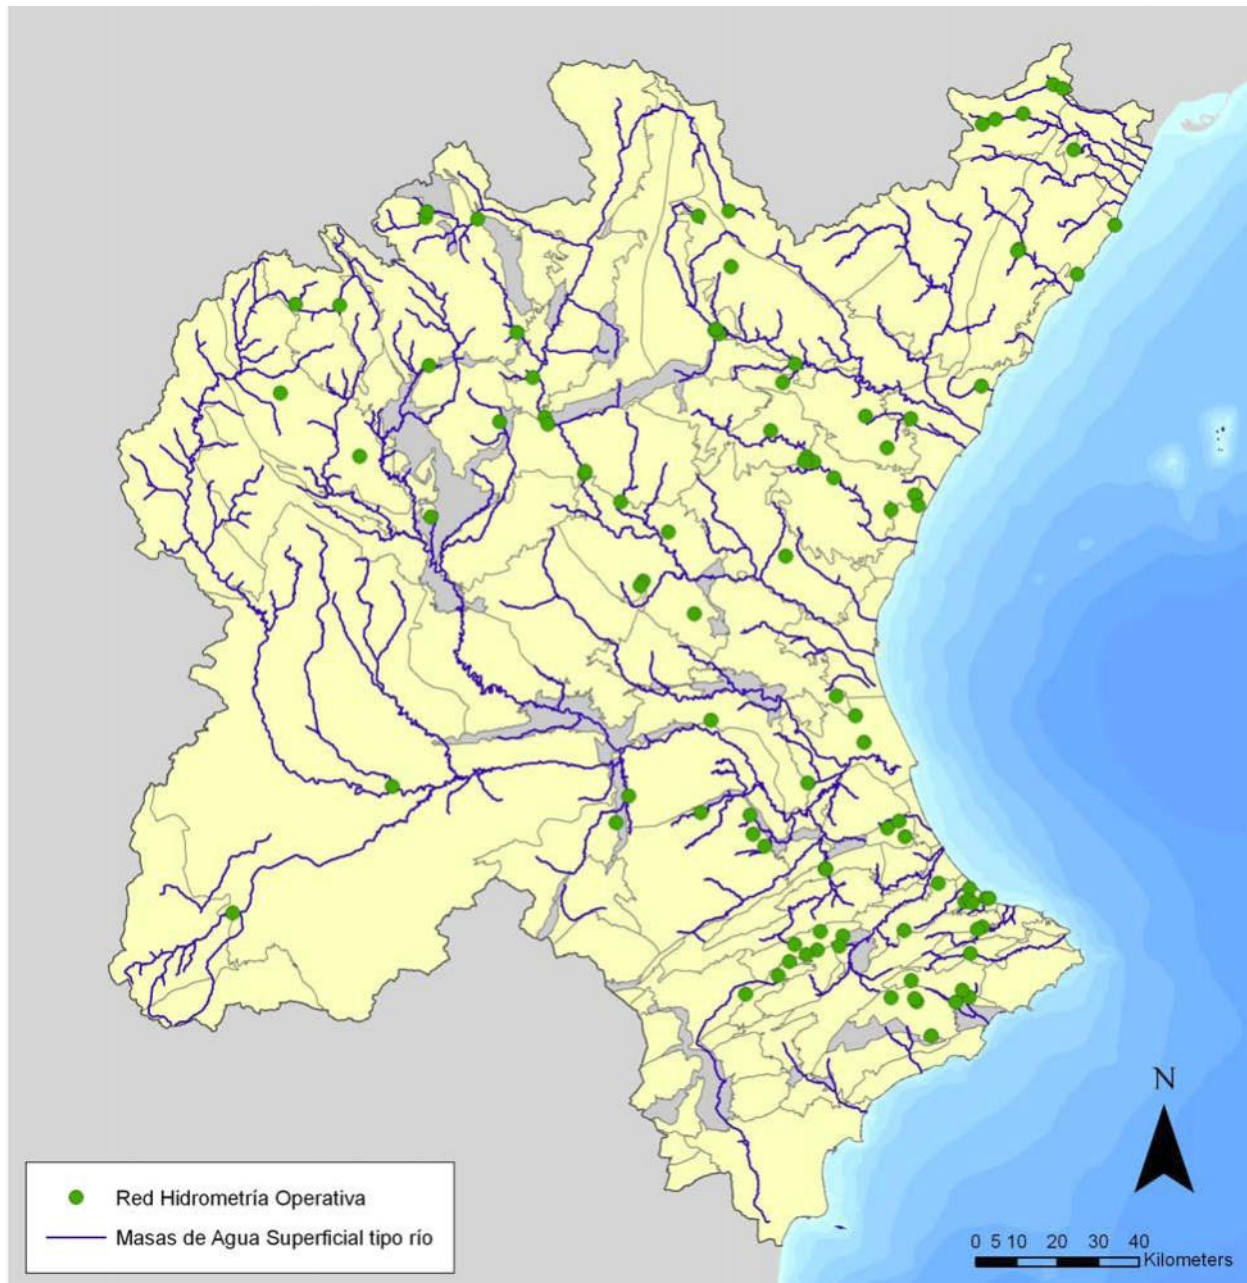 N
Red Hidrometría Operativa
Masas de Agua Superficial tipo río
0 5 10 20 30 40
Kilometers